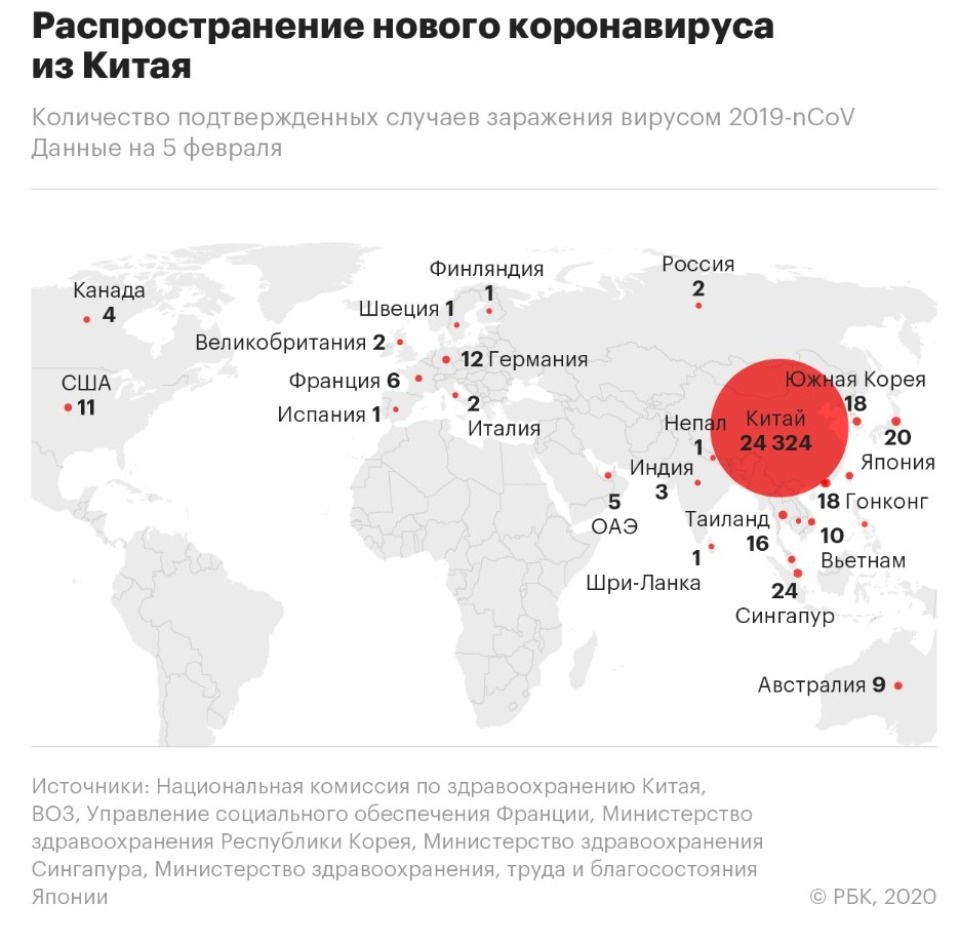 Распространение нового коронавируса
из Китая
Количество подтвержденных случаев заражения вирусом 2019-nCoV
Данные на 5 февраля
Канада
4
США
11
Финляндия
1
Швеция 1
Великобритания 2
12 Германия
Франция 6
Испания 1
2
Италия
Россия
2
Южная Корея
18
Китай
24 324
Непал
1
20
Япония
Индия
3
5
ОАЭ
18 Гонконг
Таиланд
16
10
Вьетнам
1
Шри-Ланка
24
Сингапур
Австралия 9
Источники: Национальная комиссия по здравоохранению Китая,
ВОЗ, Управление социального обеспечения Франции, Министерство
здравоохранения Республики Корея, Министерство здравоохранения
Сингапура, Министерство здравоохранения, труда и благосостояния
Японии
© РБК, 2020